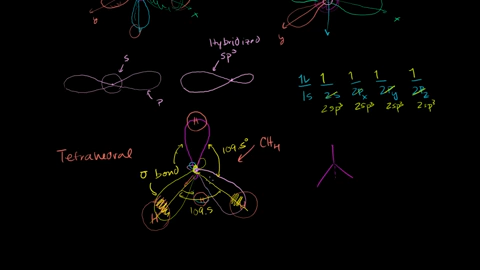 x
y
x
y
Hybridized
sp³
S
P
1L 1 1 1 1
1s 2s 2px 2py 2pz
2sp³ 2sp³ 2sp³ 2sp³
H
Tetrahedral
109.5°
CH4
σ bond
H
109.5
H